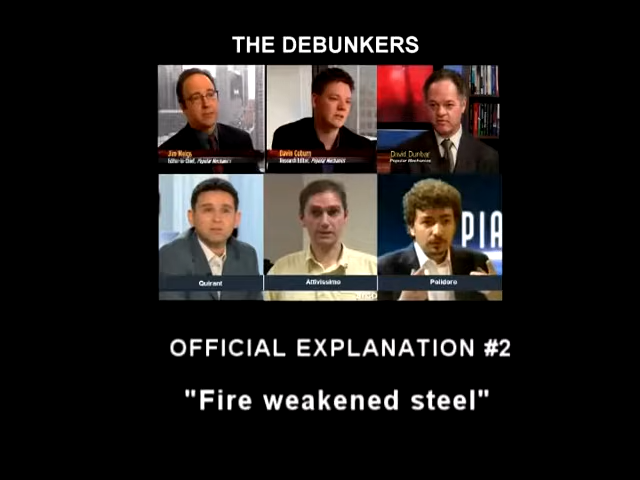 THE DEBUNKERS
Jim Meigs
Editor-in-Chief, Popular Mechanics
Davin Coburn
Research Editor, Popular Mechanics
David Dunbar
Popular Mechanics
PIA
Quirant
Attivissimo
Polidoro
OFFICIAL EXPLANATION #2
"Fire weakened steel"